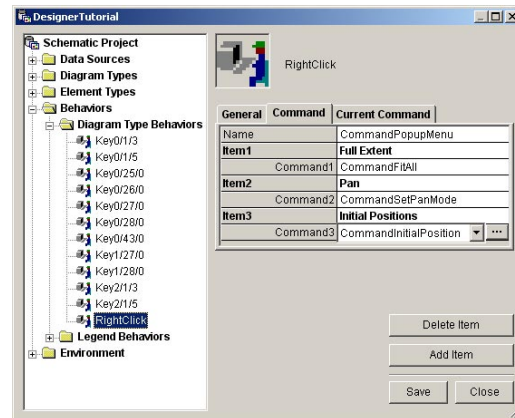 DesignerTutorial
Schematic Project
Data Sources
Diagram Types
Element Types
Behaviors
Diagram Type Behaviors
Key0/1/3
Key0/1/5
Key0/25/0
Key0/26/0
Key0/27/0
Key0/28/0
Key0/43/0
Key1/27/0
Key1/28/0
Key2/1/3
Key2/1/5
RightClick
Legend Behaviors
Environment
RightClick
General Command Current Command
Name CommandPopupMenu
Item1 Full Extent
Command1 CommandFitAll
Item2 Pan
Command2 CommandSetPanMode
Item3 Initial Positions
Command3 CommandInitialPosition ...
Delete Item
Add Item
Save Close